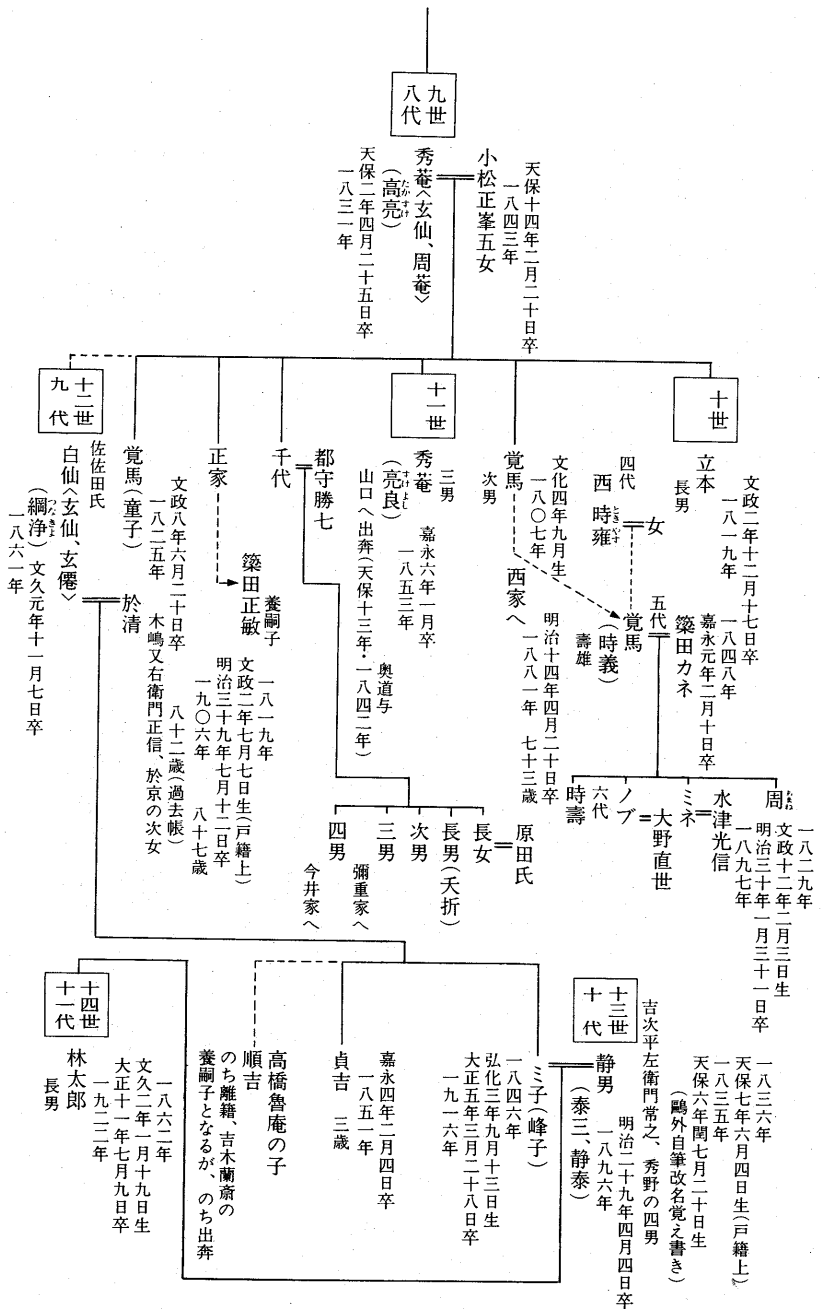 九世
八代
天保十四年二月二十日卒
一八四三年
小松正峯五女
秀菴〈玄仙、周菴〉
（高亮）
たかすけ
天保二年四月二十五日卒
一八三一年
十世
文政二年十二月十七日卒
一八一九年
立本
長男
四代
西 時雍
ときやす
女
五代
覚馬
（時義）
壽雄
築田カネ
嘉永元年二月十日卒
一八四八年
文化四年九月生
一八〇七年
覚馬
次男
西家へ
明治十四年四月二十日卒
一八八一年 七十三歳
十一世
三男
秀菴
（亮良）
すけよし
嘉永六年一月卒
一八五三年
山口へ出奔（天保十三年・一八四二年）
奥道与
都守勝七
千代
正家
養嗣子
築田正敏
一八一九年
文政二年七月七日生（戸籍上）
明治三十九年七月十二日卒
一九〇六年 八十七歳
覚馬（童子）
文政八年六月二十日卒
一八二五年
十二世
九代
佐佐田氏
白仙〈玄仙、玄僊〉
（綱浄）
つなきよ
文久元年十一月七日卒
一八六一年
於清
木嶋又右衛門正信、於京の次女
八十二歳（過去帳）
一八二九年
周
文政十二年二月三日生
明治三十年一月三十一日卒
一八九七年
水津光信
ミネ
大野直世
ノブ
六代
時壽
原田氏
長女
長男（夭折）
次男
三男
彌重家へ
四男
今井家へ
十三世
十代
一八三六年
天保七年六月四日生（戸籍上）
一八三五年
天保六年閏七月二十日生
（鷗外自筆改名覚え書き）
吉次平左衛門常之、秀野の四男
明治二十九年四月四日卒
一八九六年
静男
（泰三、静泰）
ミ子（峰子）
一八四六年
弘化三年九月十三日生
大正五年三月二十八日卒
一九一六年
嘉永四年二月四日卒
一八五一年
貞吉 三歳
高橋魯庵の子
順吉
のち離籍、吉木蘭斎の
養嗣子となるが、のち出奔
十四世
十一代
林太郎
長男
一八六二年
文久二年一月十九日生
大正十一年七月九日卒
一九二二年